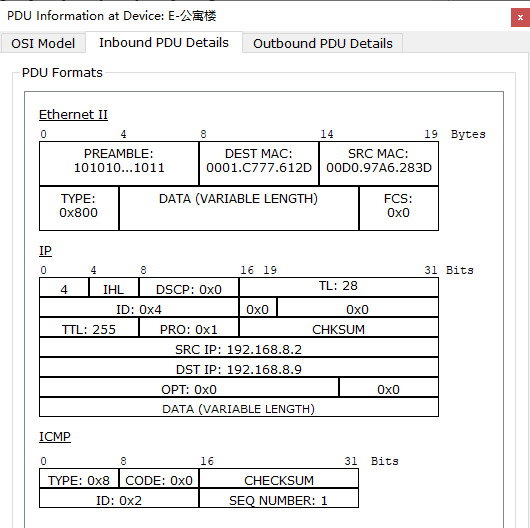 PDU Information at Device: E-公寓楼
x
OSI Model Inbound PDU Details Outbound PDU Details
PDU Formats
Ethernet II
0 4 8 14 19 Bytes
PREAMBLE: 101010...1011 DEST MAC: 0001.C777.612D SRC MAC: 00D0.97A6.283D
TYPE: 0x800 DATA (VARIABLE LENGTH) FCS: 0x0
IP
0 4 8 16 19 31 Bits
4 IHL DSCP: 0x0 TL: 28
ID: 0x4 0x0 0x0
TTL: 255 PRO: 0x1 CHKSUM
SRC IP: 192.168.8.2
DST IP: 192.168.8.9
OPT: 0x0 0x0
DATA (VARIABLE LENGTH)
ICMP
0 8 16 31 Bits
TYPE: 0x8 CODE: 0x0 CHECKSUM
ID: 0x2 SEQ NUMBER: 1